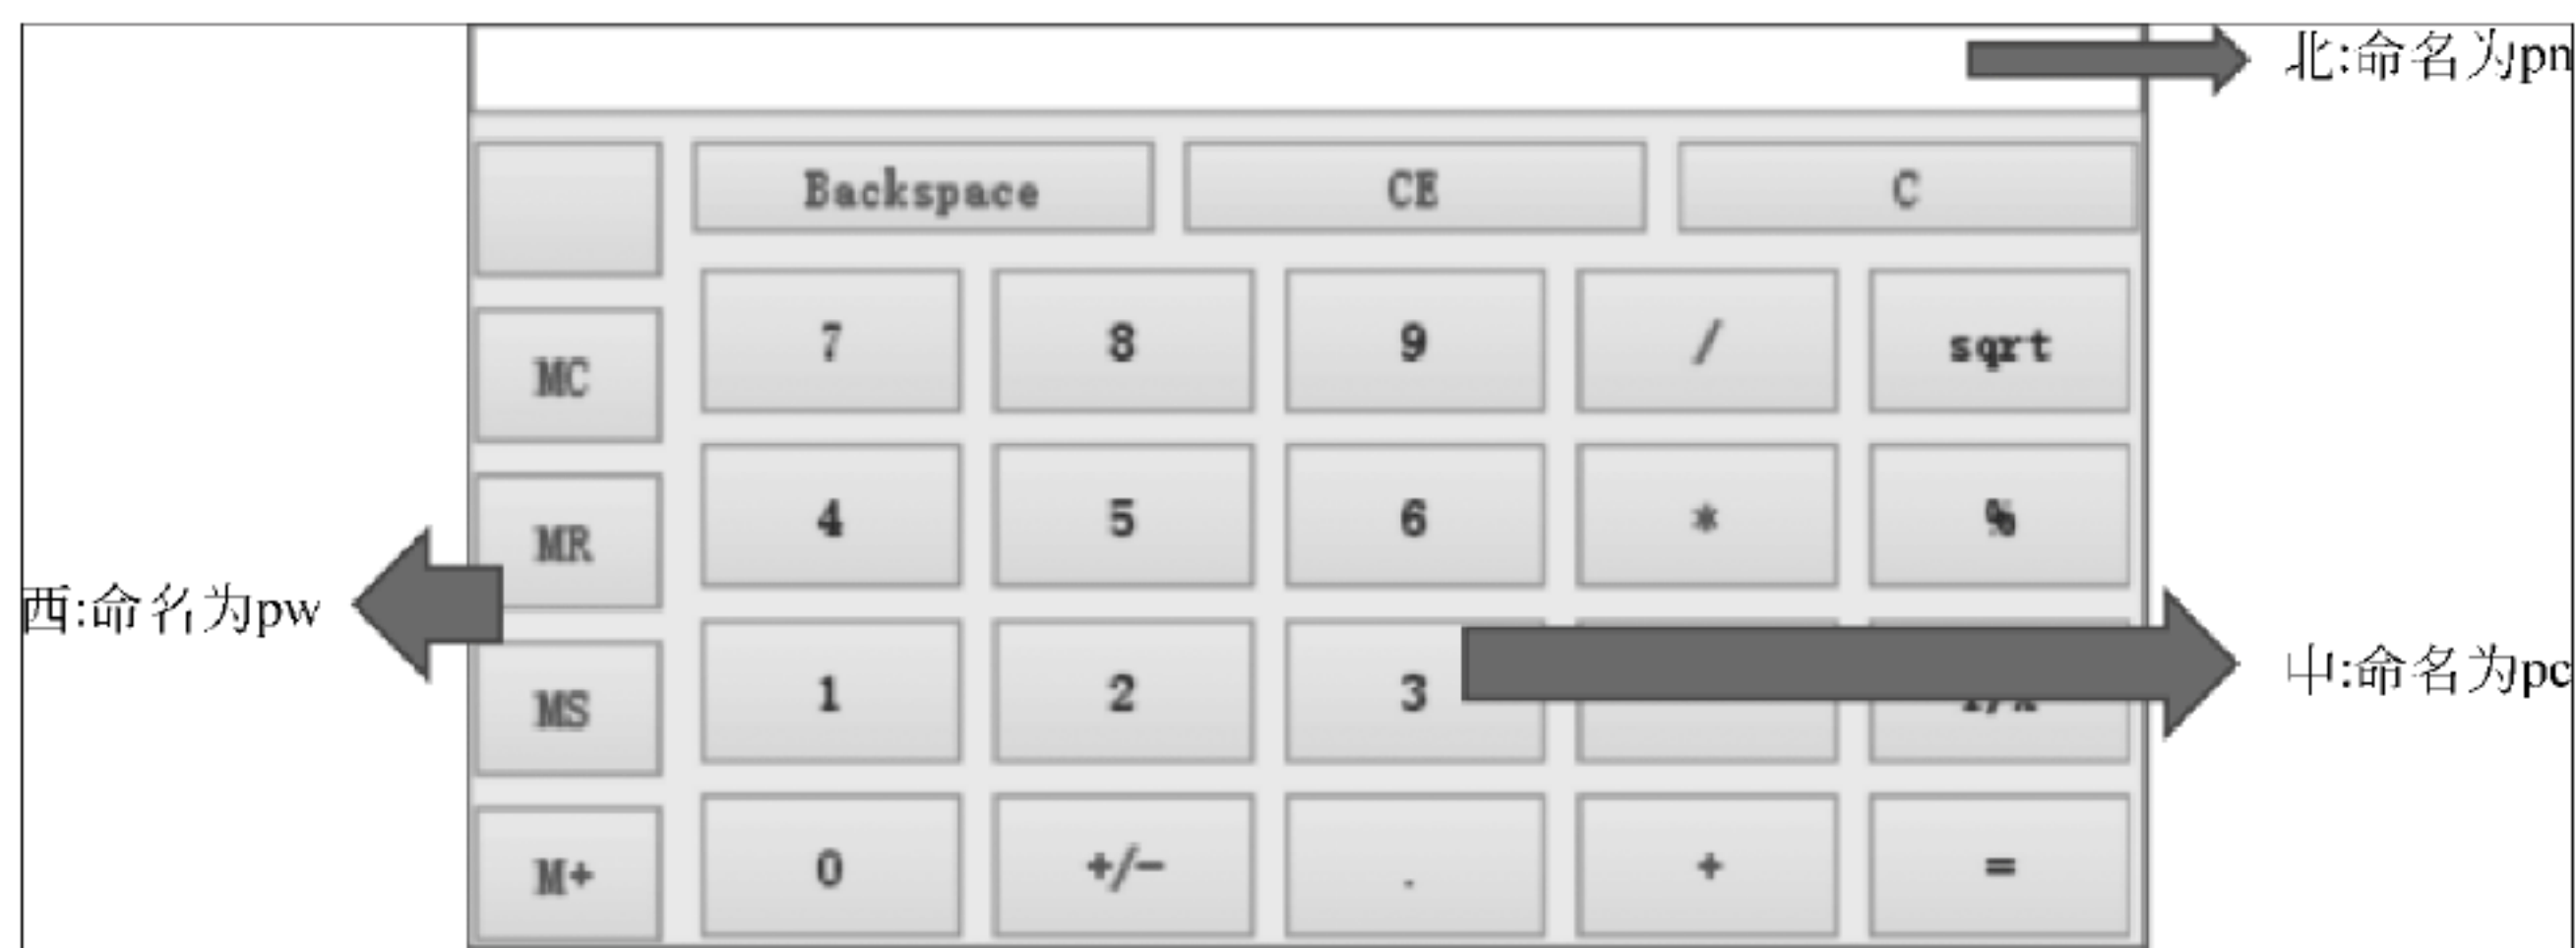 北:命名为pn
Backspace CE C
MC 7 8 9 / sqrt
MR 4 5 6 * %
西:命名为pw
中:命名为pc
MS 1 2 3
M+ 0 +/- . + =